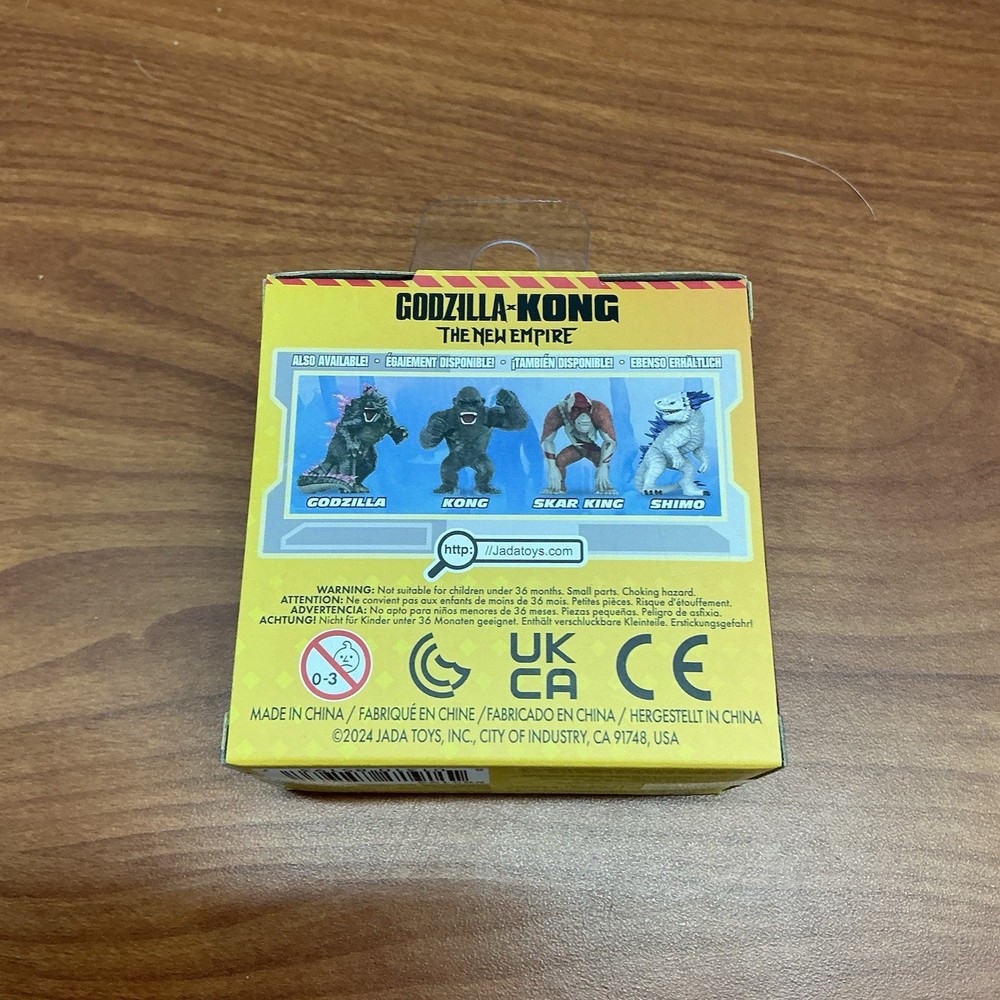 GODZILLA x KONG
THE NEW EMPIRE
ALSO AVAILABLE! • ÉGALEMENT DISPONIBLE! • ¡TAMBIÉN DISPONIBLE! • EBENSO ERHÄLTLICH
GODZILLA KONG SKAR KING SHIMO
http: //Jadatoys.com
WARNING: Not suitable for children under 36 months. Small parts. Choking hazard.
ATTENTION: Ne convient pas aux enfants de moins de 36 mois. Petites pièces. Risque d'étouffement.
ADVERTENCIA: No apto para niños menores de 36 meses. Piezas pequeñas. Peligro de asfixia.
ACHTUNG! Nicht für Kinder unter 36 Monaten geeignet. Enthält verschluckbare Kleinteile. Erstickungsgefahr!
0-3 UK CA CE
MADE IN CHINA / FABRIQUÉ EN CHINE / FABRICADO EN CHINA / HERGESTELLT IN CHINA
©2024 JADA TOYS, INC., CITY OF INDUSTRY, CA 91748, USA